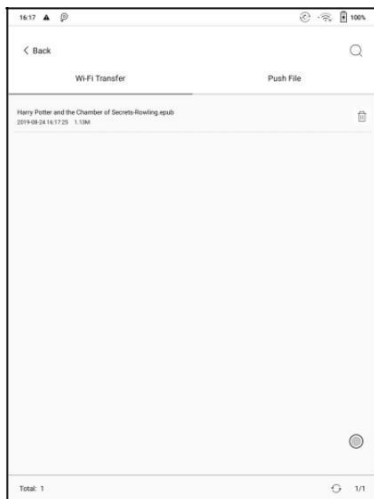 16:17 100%
Back
Wi-Fi Transfer Push File
Harry Potter and the Chamber of Secrets-Rowling.epub
2019-08-24 16:17:25 1.13M
Total: 1 1/1